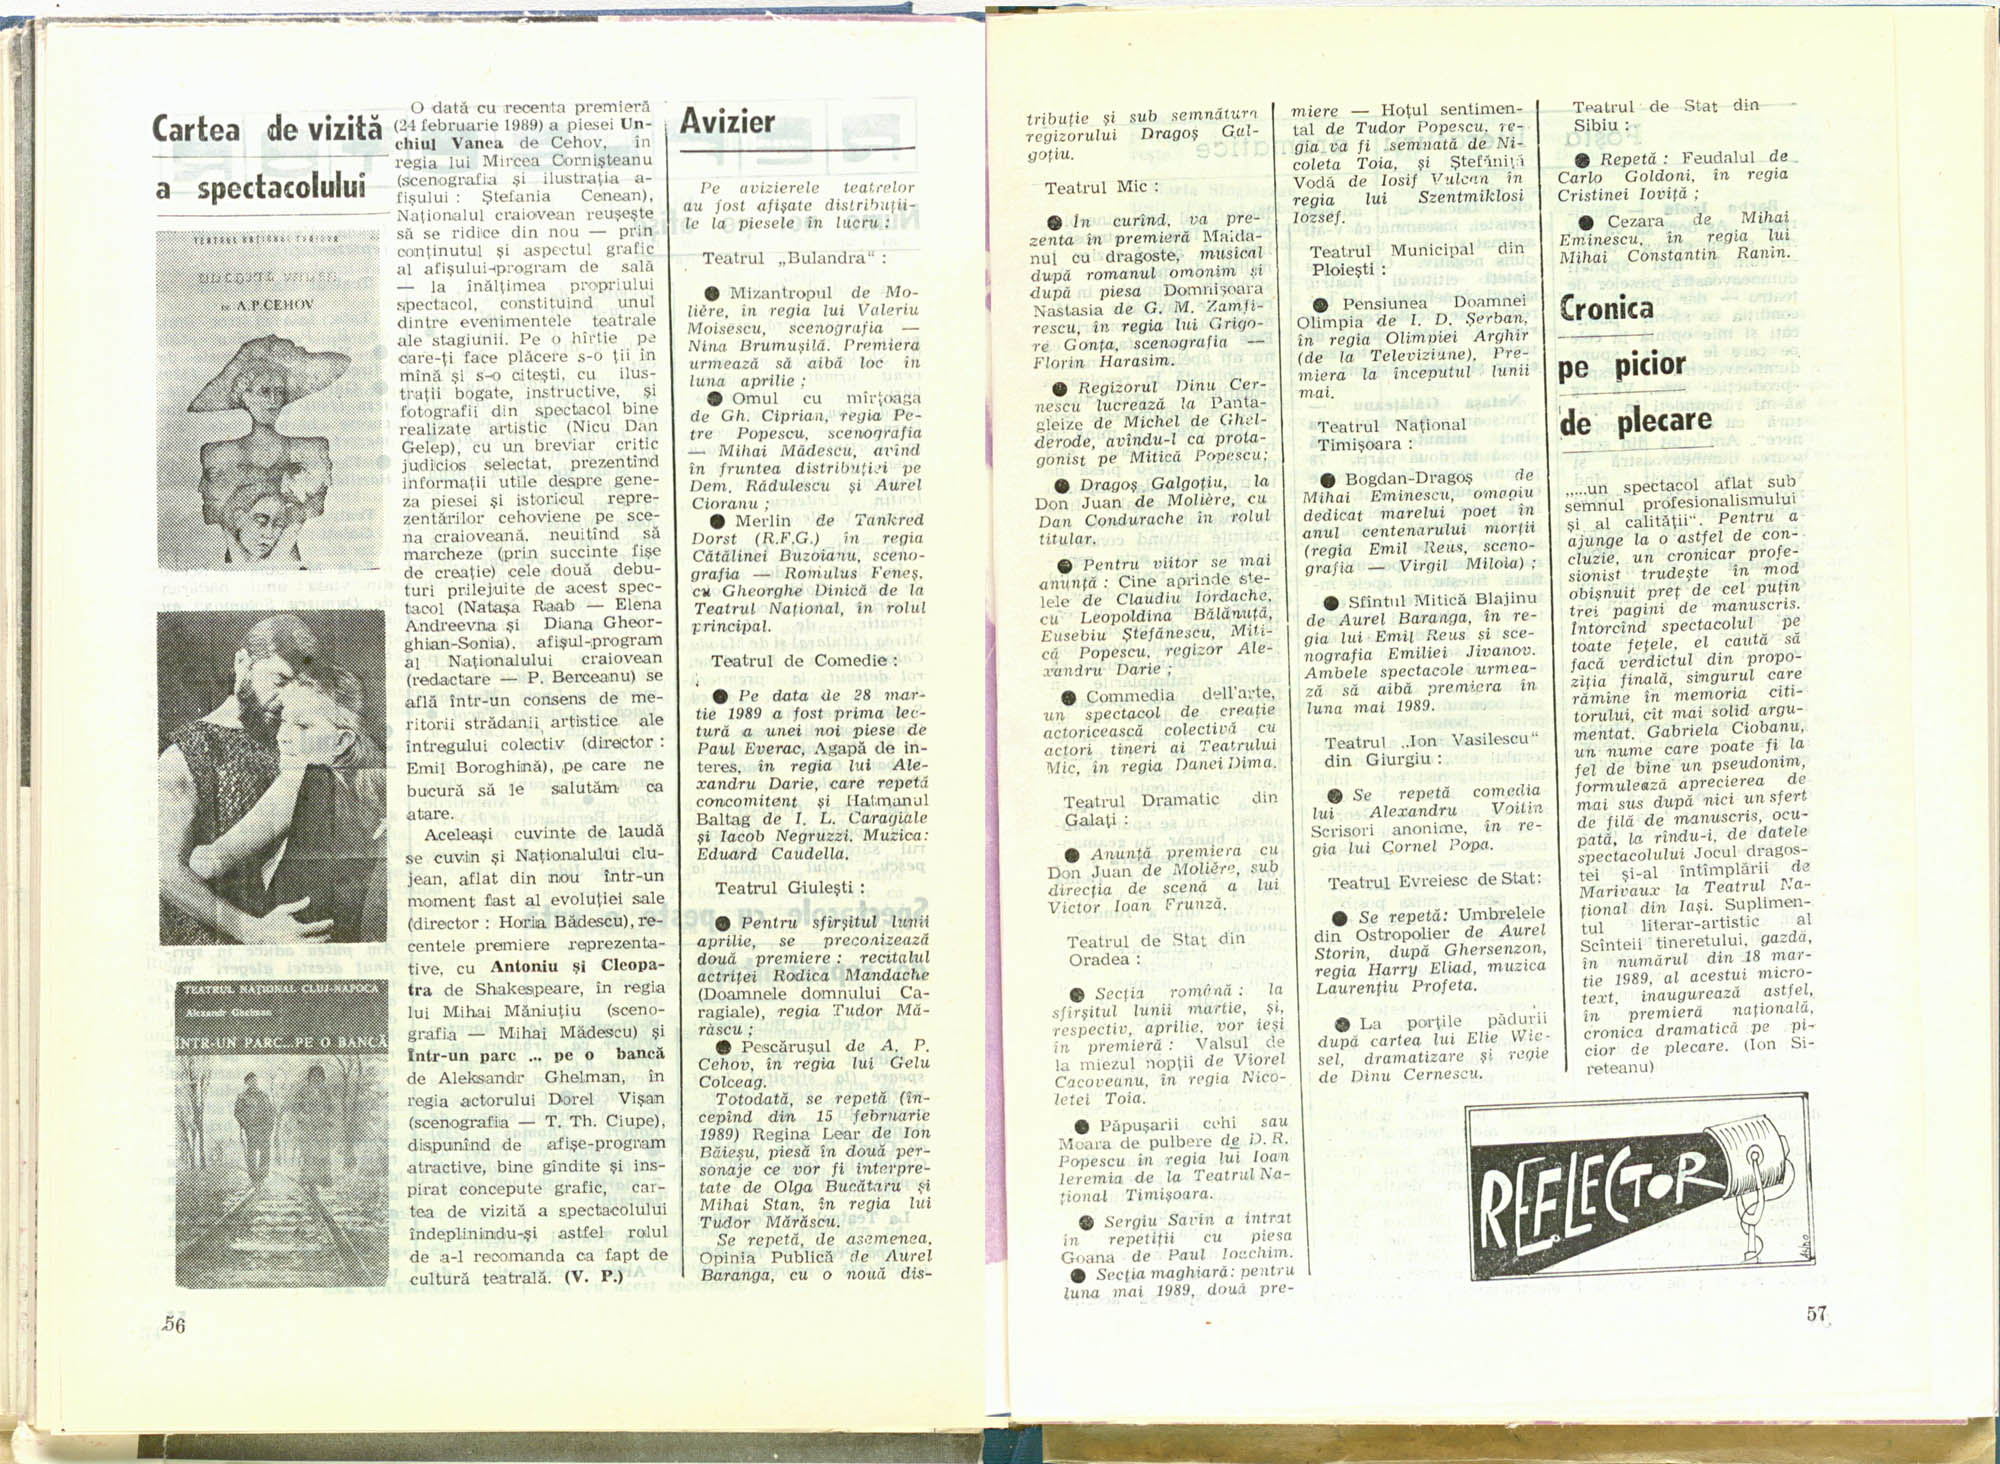 Cartea de vizită
a spectacolului
TEATRUL NAȚIONAL CRAIOVA
UNCHIUL VANEA
DE A.P. CEHOV
TEATRUL NAȚIONAL CLUJ-NAPOCA
Alexandr Ghelman
INTR-UN PARC...PE O BANCĂ
O dată cu recenta premieră
(24 februarie 1989) a piesei Un-
chiul Vanea de Cehov, în
regia lui Mircea Cornișteanu
(scenografia și ilustrația a-
fișului : Ștefania Cenean),
Naționalul craiovean reușește
să se ridice din nou — prin
conținutul și aspectul grafic
al afișului-program de sală
— la înălțimea propriului
spectacol, constituind unul
dintre evenimentele teatrale
ale stagiunii. Pe o hîrtie pe
care-ți face plăcere s-o ții în
mînă și s-o citești, cu ilus-
trații bogate, instructive, și
fotografii din spectacol bine
realizate artistic (Nicu Dan
Gelep), cu un breviar critic
judicios selectat, prezentînd
informații utile despre gene-
za piesei și istoricul repre-
zentărilor cehoviene pe sce-
na craioveană, neuitînd să
marcheze (prin succinte fișe
de creație) cele două debu-
turi prilejuite de acest spec-
tacol (Natașa Raab — Elena
Andreevna și Diana Gheor-
ghian-Sonia), afișul-program
al Naționalului craiovean
(redactare — P. Berceanu) se
află într-un consens de me-
ritorii strădanii artistice ale
întregului colectiv (director :
Emil Boroghină), pe care ne
bucură să le salutăm ca
atare.
Aceleași cuvinte de laudă
se cuvin și Naționalului clu-
jean, aflat din nou într-un
moment fast al evoluției sale
(director : Horia Bădescu), re-
centele premiere reprezenta-
tive, cu Antoniu și Cleopa-
tra de Shakespeare, în regia
lui Mihai Măniuțiu (sceno-
grafia — Mihai Mădescu) și
Într-un parc ... pe o bancă
de Aleksandr Ghelman, în
regia actorului Dorel Vișan
(scenografia — T. Th. Ciupe),
dispunînd de afișe-program
atractive, bine gîndite și ins-
pirat concepute grafic, car-
tea de vizită a spectacolului
îndeplinindu-și astfel rolul
de a-l recomanda ca fapt de
cultură teatrală. (V. P.)
Avizier
Pe avizierele teatrelor
au fost afișate distribuții-
le la piesele în lucru :
Teatrul „Bulandra“ :
● Mizantropul de Mo-
lière, în regia lui Valeriu
Moisescu, scenografia —
Nina Brumușilă. Premiera
urmează să aibă loc în
luna aprilie ;
● Omul cu mîrțoaga
de Gh. Ciprian, regia Pe-
tre Popescu, scenografia
— Mihai Mădescu, avînd
în fruntea distribuției pe
Dem. Rădulescu și Aurel
Cioranu ;
● Merlin de Tankred
Dorst (R.F.G.) în regia
Cătălinei Buzoianu, sceno-
grafia — Romulus Feneș,
cu Gheorghe Dinică de la
Teatrul Național, în rolul
principal.
Teatrul de Comedie :
● Pe data de 28 mar-
tie 1989 a fost prima lec-
tură a unei noi piese de
Paul Everac, Agapă de in-
teres, în regia lui Ale-
xandru Darie, care repetă
concomitent și Hatmanul
Baltag de I. L. Caragiale
și Iacob Negruzzi. Muzica:
Eduard Caudella.
Teatrul Giulești :
● Pentru sfîrșitul lunii
aprilie, se preconizează
două premiere : recitalul
actriței Rodica Mandache
(Doamnele domnului Ca-
ragiale), regia Tudor Mă-
răscu ;
● Pescărușul de A. P.
Cehov, în regia lui Gelu
Colceag.
Totodată, se repetă (în-
cepînd din 15 februarie
1989) Regina Lear de Ion
Băieșu, piesă în două per-
sonaje ce vor fi interpre-
tate de Olga Bucătaru și
Mihai Stan, în regia lui
Tudor Mărăscu.
Se repetă, de asemenea,
Opinia Publică de Aurel
Baranga, cu o nouă dis-
56
tribuție și sub semnătura
regizorului Dragoș Gal-
goțiu.
Teatrul Mic :
● In curînd, va pre-
zenta în premieră Maida-
nul cu dragoste, musical
după romanul omonim și
după piesa Domnișoara
Nastasia de G. M. Zamfi-
rescu, în regia lui Grigo-
re Gonța, scenografia —
Florin Harasim.
● Regizorul Dinu Cer-
nescu lucrează la Panta-
gleize de Michel de Ghel-
derode, avîndu-l ca prota-
gonist pe Mitică Popescu;
● Dragoș Galgoțiu, la
Don Juan de Molière, cu
Dan Condurache în rolul
titular.
● Pentru viitor se mai
anunță : Cine aprinde ste-
lele de Claudiu Iordache,
cu Leopoldina Bălănuță,
Eusebiu Ștefănescu, Miti-
că Popescu, regizor Ale-
xandru Darie ;
● Commedia dell'arte,
un spectacol de creație
actoricească colectivă cu
actori tineri ai Teatrului
Mic, în regia Danei Dima.
Teatrul Dramatic din
Galați :
● Anunță premiera cu
Don Juan de Molière, sub
direcția de scenă a lui
Victor Ioan Frunză.
Teatrul de Stat din
Oradea :
● Secția română : la
sfîrșitul lunii martie, și,
respectiv, aprilie, vor ieși
în premieră : Valsul de
la miezul nopții de Viorel
Cacoveanu, în regia Nico-
letei Toia.
● Păpușarii cehi sau
Moara de pulbere de D. R.
Popescu în regia lui Ioan
Ieremia de la Teatrul Na-
țional Timișoara.
● Sergiu Savin a intrat
în repetiții cu piesa
Goana de Paul Ioachim.
● Secția maghiară: pentru
luna mai 1989, două pre-
miere — Hoțul sentimen-
tal de Tudor Popescu, re-
gia va fi semnată de Ni-
coleta Toia, și Ștefăniță
Vodă de Iosif Vulcan în
regia lui Szentmiklosi
Iozsef.
Teatrul Municipal din
Ploiești :
● Pensiunea Doamnei
Olimpia de I. D. Șerban,
în regia Olimpiei Arghir
(de la Televiziune). Pre-
miera la începutul lunii
mai.
Teatrul Național
Timișoara :
● Bogdan-Dragoș de
Mihai Eminescu, omagiu
dedicat marelui poet în
anul centenarului morții
(regia Emil Reus, sceno-
grafia — Virgil Miloia) ;
● Sfîntul Mitică Blajinu
de Aurel Baranga, în re-
gia lui Emil Reus și sce-
nografia Emiliei Jivanov.
Ambele spectacole urmea-
ză să aibă premiera în
luna mai 1989.
Teatrul „Ion Vasilescu“
din Giurgiu :
● Se repetă comedia
lui Alexandru Voitin
Scrisori anonime, în re-
gia lui Cornel Popa.
Teatrul Evreiesc de Stat:
● Se repetă: Umbrelele
din Ostropolier de Aurel
Storin, după Ghersenzon,
regia Harry Eliad, muzica
Laurențiu Profeta.
● La porțile pădurii
după cartea lui Elie Wie-
sel, dramatizare și regie
de Dinu Cernescu.
Teatrul de Stat din
Sibiu :
● Repetă : Feudalul de
Carlo Goldoni, în regia
Cristinei Ioviță ;
● Cezara de Mihai
Eminescu, în regia lui
Mihai Constantin Ranin.
Cronica
pe picior
de plecare
„...un spectacol aflat sub
semnul profesionalismului
și al calității“. Pentru a
ajunge la o astfel de con-
cluzie, un cronicar profe-
sionist trudește în mod
obișnuit preț de cel puțin
trei pagini de manuscris.
Întorcînd spectacolul pe
toate fețele, el caută să
facă verdictul din propo-
ziția finală, singurul care
rămîne în memoria citi-
torului, cît mai solid argu-
mentat. Gabriela Ciobanu,
un nume care poate fi la
fel de bine un pseudonim,
formulează aprecierea de
mai sus după nici un sfert
de filă de manuscris, ocu-
pată, la rîndu-i, de datele
spectacolului Jocul dragos-
tei și-al întîmplării de
Marivaux la Teatrul Na-
țional din Iași. Suplimen-
tul literar-artistic al
Scînteii tineretului, gazdă,
în numărul din 18 mar-
tie 1989, al acestui micro-
text, inaugurează astfel,
în premieră națională,
cronica dramatică pe pi-
cior de plecare. (Ion Si-
reteanu)
REFLECTOR
57